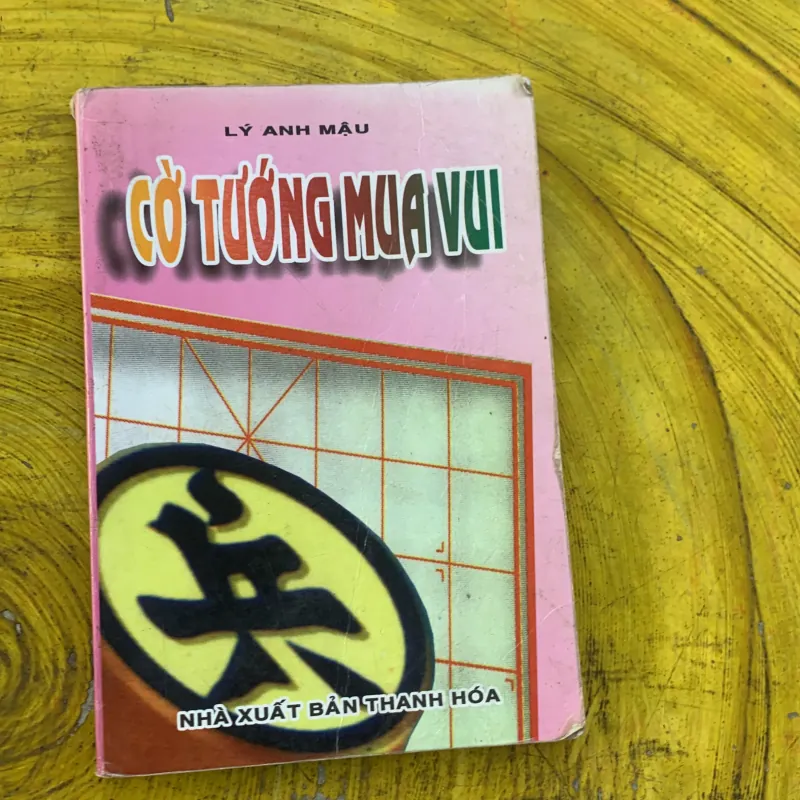 LÝ ANH MẬU
CỜ TƯỚNG MUA VUI
兵
NHÀ XUẤT BẢN THANH HÓA